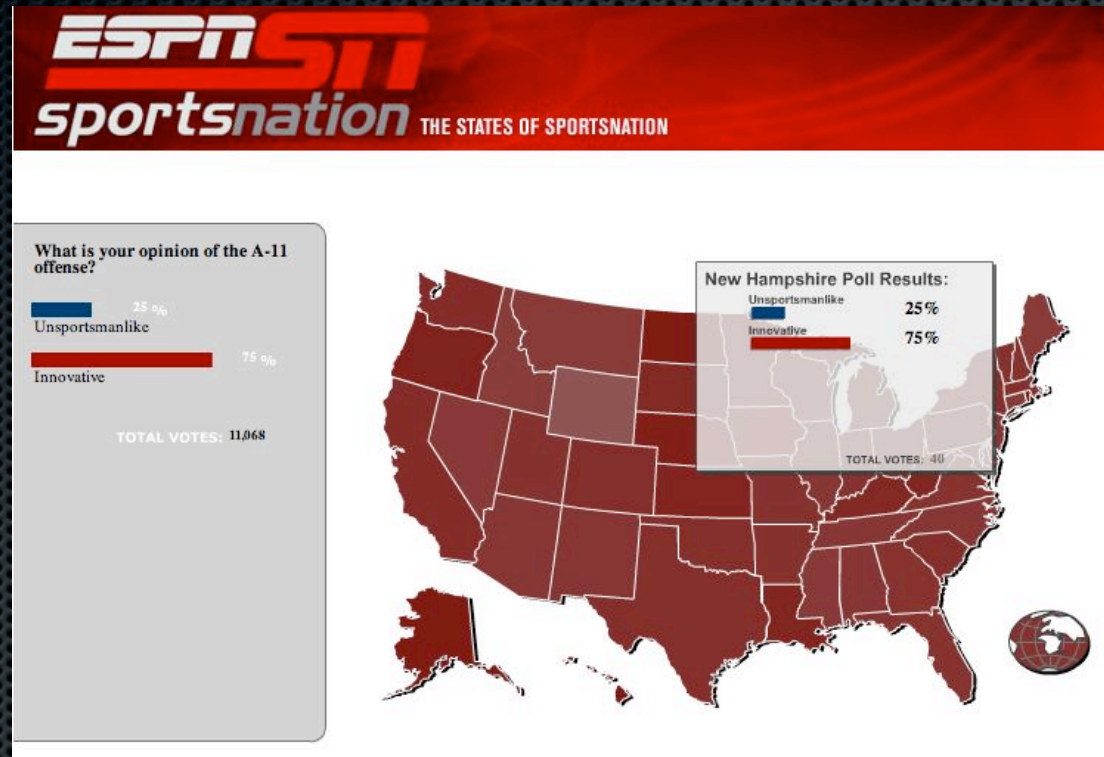 ESPN SN
sportsnation THE STATES OF SPORTSNATION
What is your opinion of the A-11
offense?
25 %
Unsportsmanlike
75 %
Innovative
TOTAL VOTES: 11,068
New Hampshire Poll Results:
Unsportsmanlike
25%
Innovative
75%
TOTAL VOTES: 40